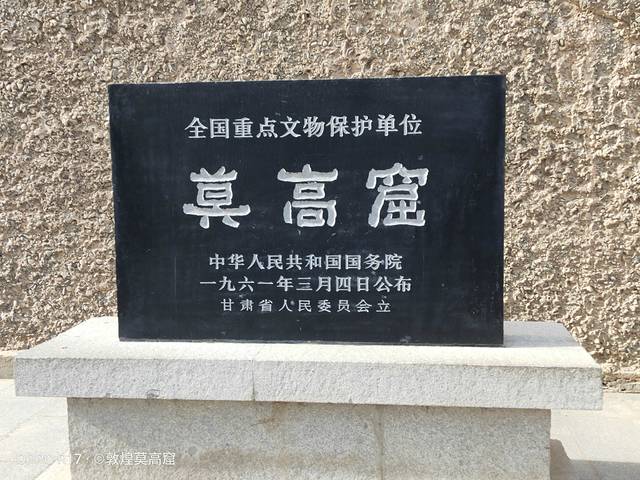 全国重点文物保护单位
莫高窟
中华人民共和国国务院
一九六一年三月四日公布
甘肃省人民委员会立
©敦煌莫高窟